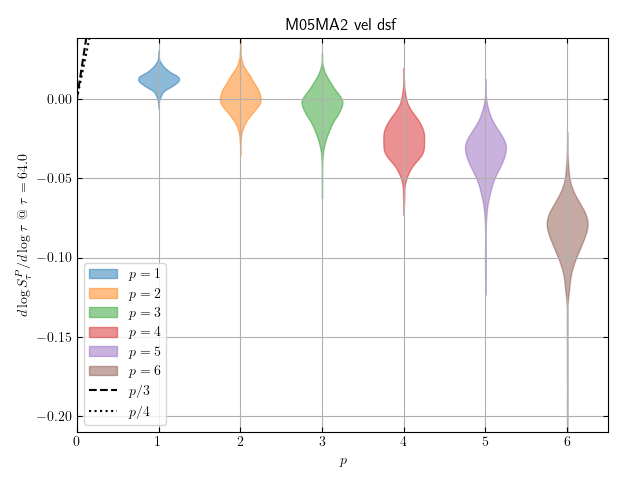 M05MA2 vel dsf
d log S_τ^P / d log τ @ τ = 64.0
0.00
−0.05
−0.10
−0.15
−0.20
p = 1
p = 2
p = 3
p = 4
p = 5
p = 6
p/3
p/4
0 1 2 3 4 5 6
p